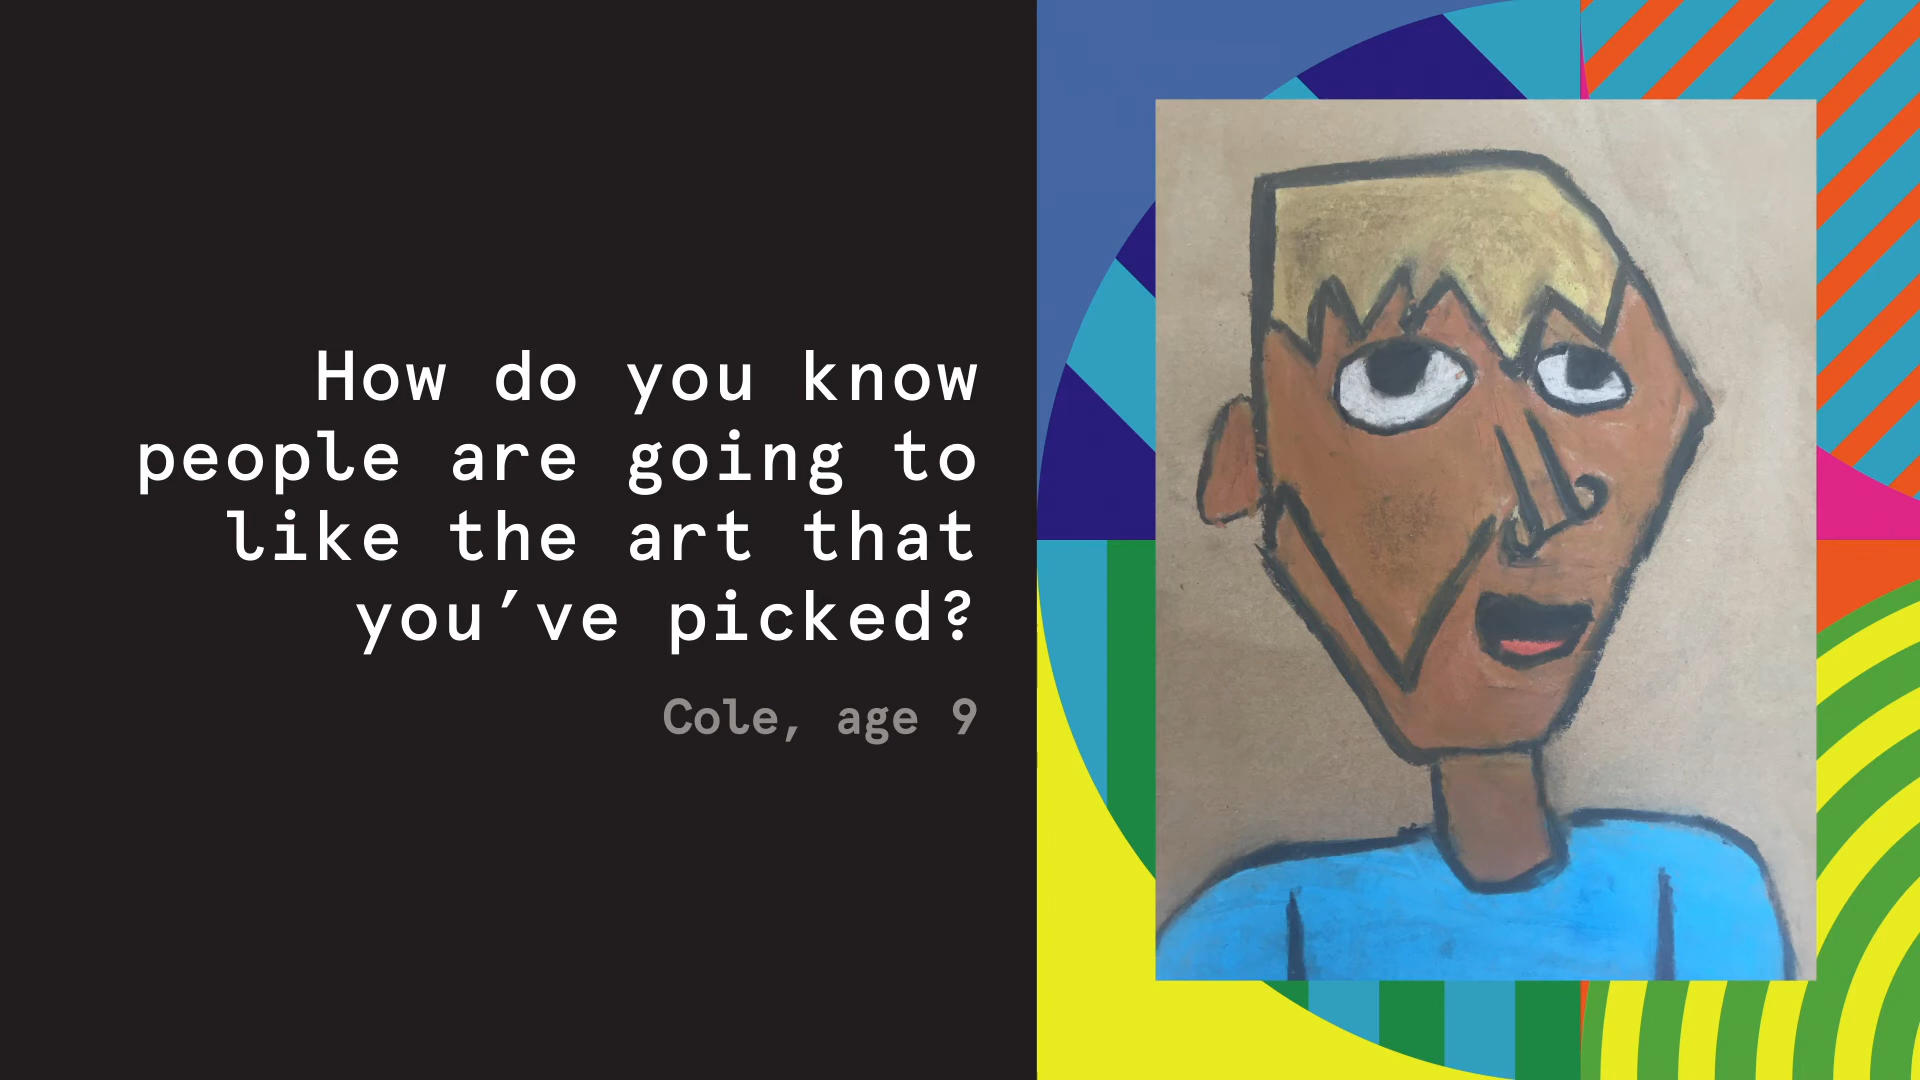 How do you know
people are going to
like the art that
you’ve picked?
Cole, age 9